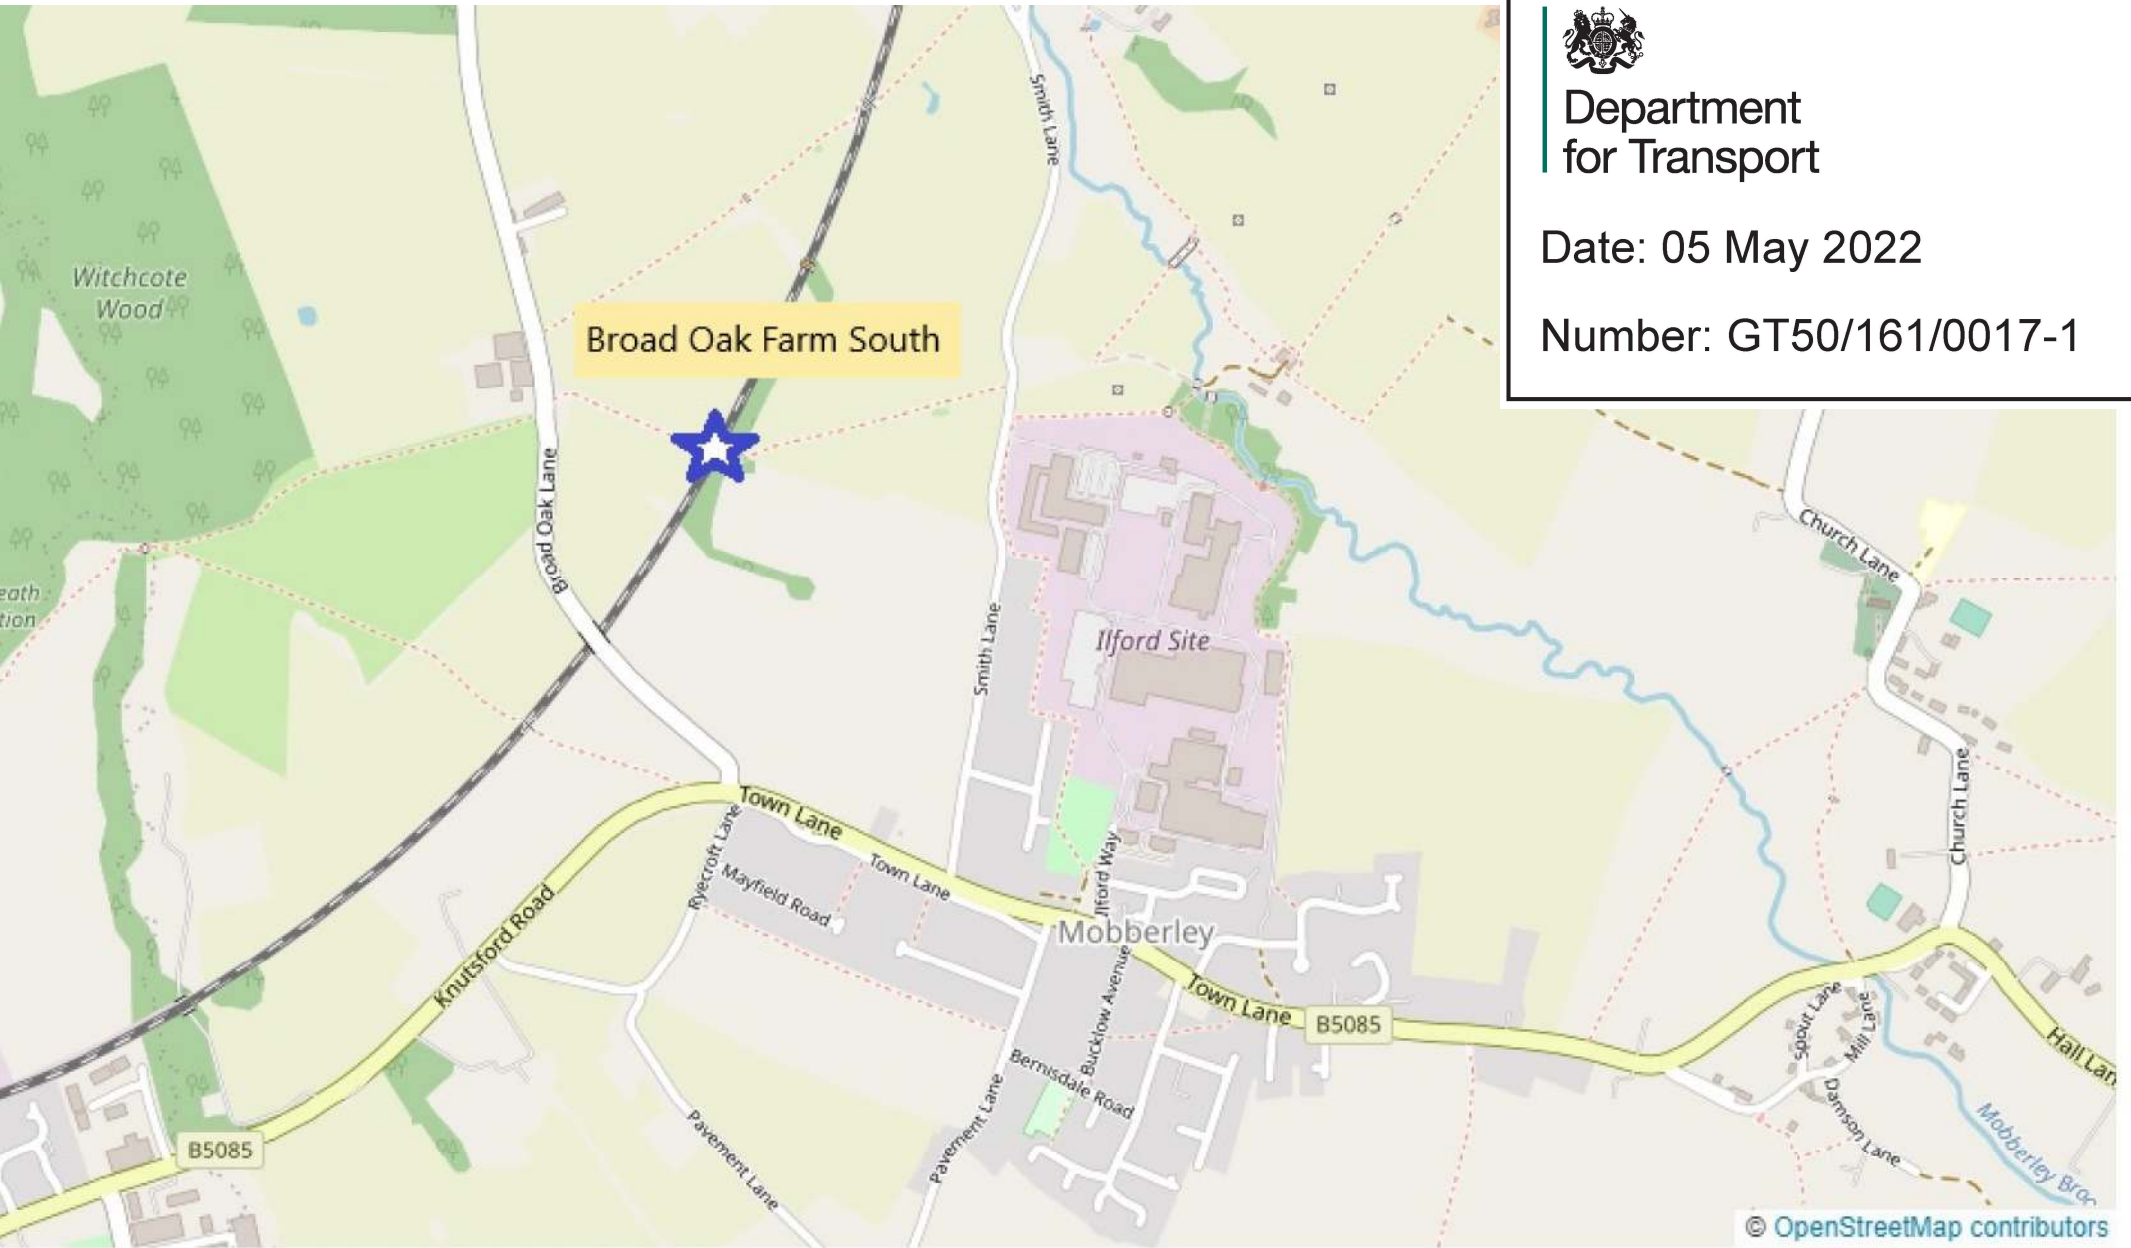 Department
for Transport
Date: 05 May 2022
Number: GT50/161/0017-1
Smith Lane
Witchcote
Wood
Broad Oak Farm South
Broad Oak Lane
Church Lane
eath
tion
Smith Lane
Ilford Site
Church Lane
Town Lane
Ryecroft Lane
Mayfield Road
Town Lane
Ilford Way
Knutsford Road
Mobberley
Bucklow Avenue
Town Lane
B5085
Spout Lane
Mill Lane
Hall Lan
Bernisdale Road
Pavement Lane
Pavement Lane
Damson Lane
Mobberley Broo
B5085
© OpenStreetMap contributors